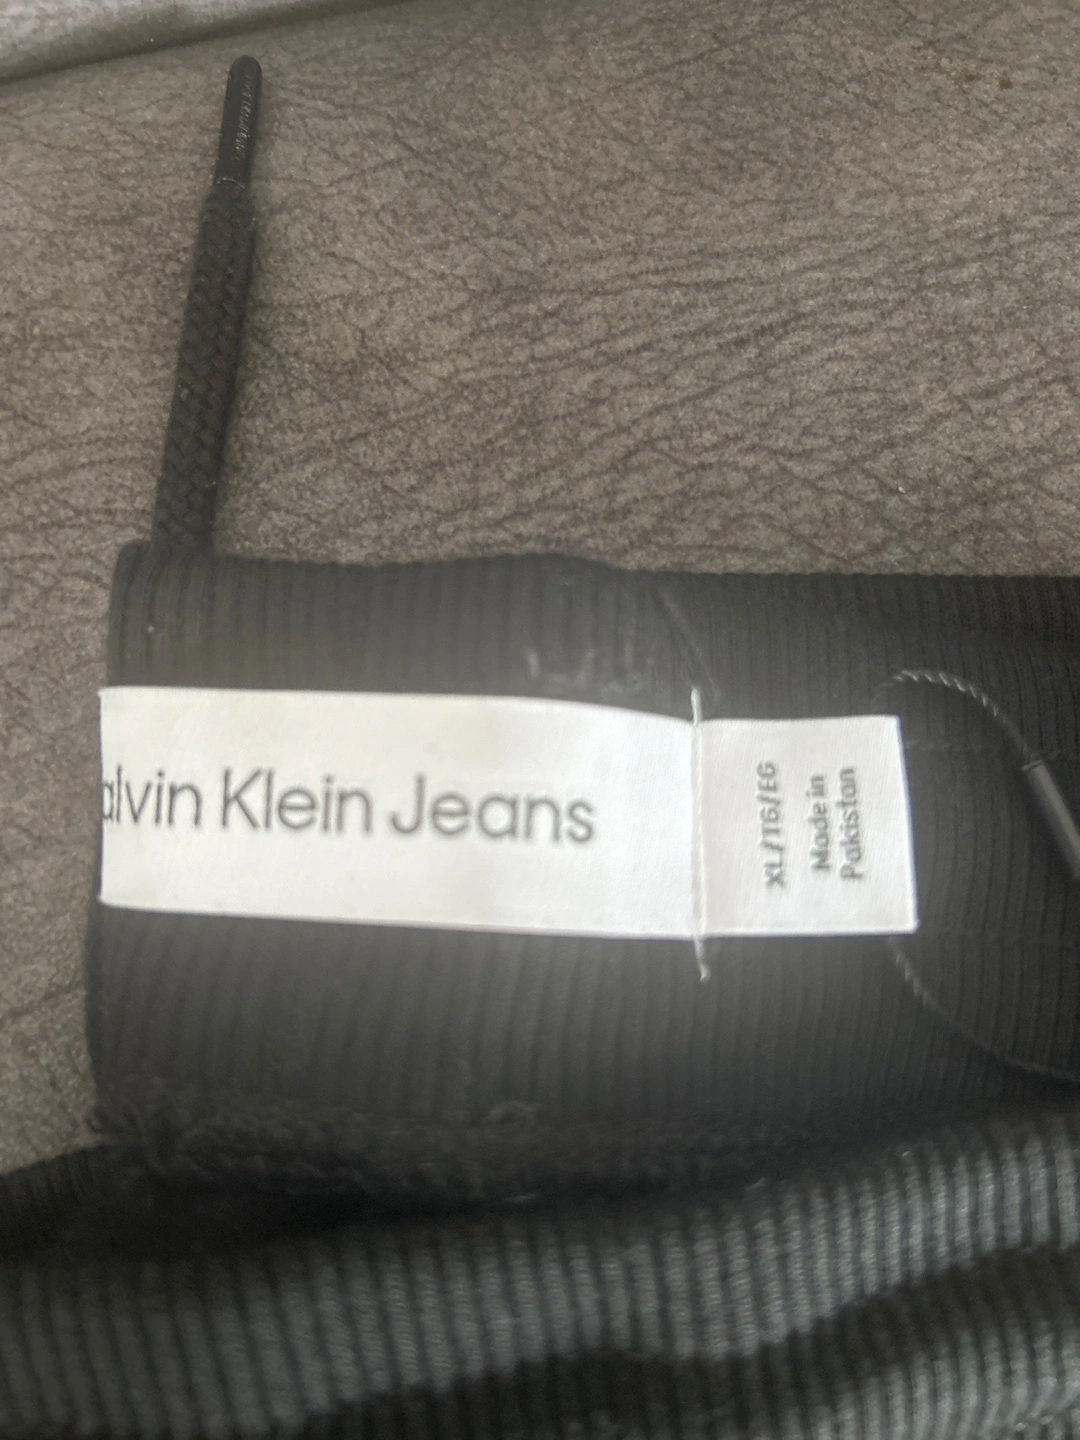 alvin Klein Jeans
XL/TG/EG
Made in
Pakistan